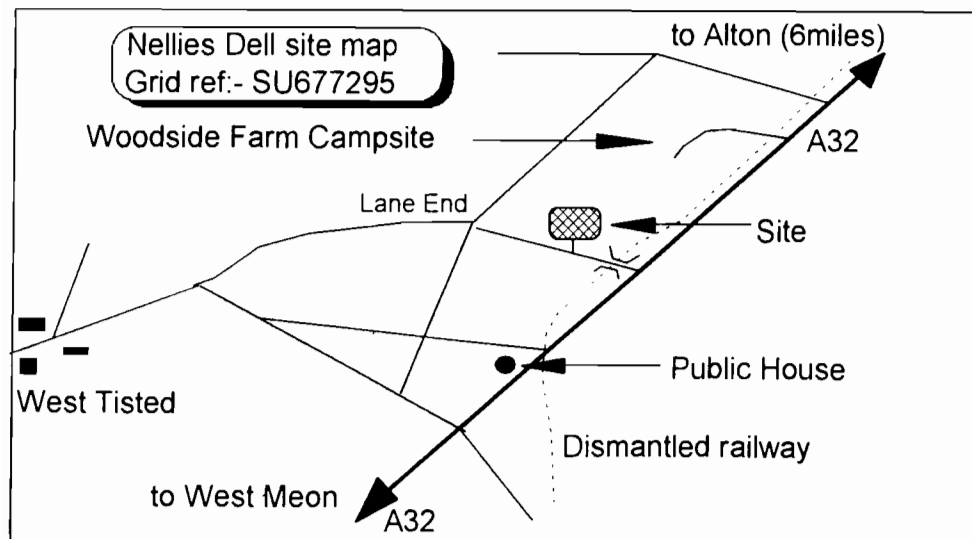 Nellies Dell site map
Grid ref:- SU677295
to Alton (6miles)
Woodside Farm Campsite
A32
Lane End
Site
Public House
West Tisted
Dismantled railway
to West Meon
A32